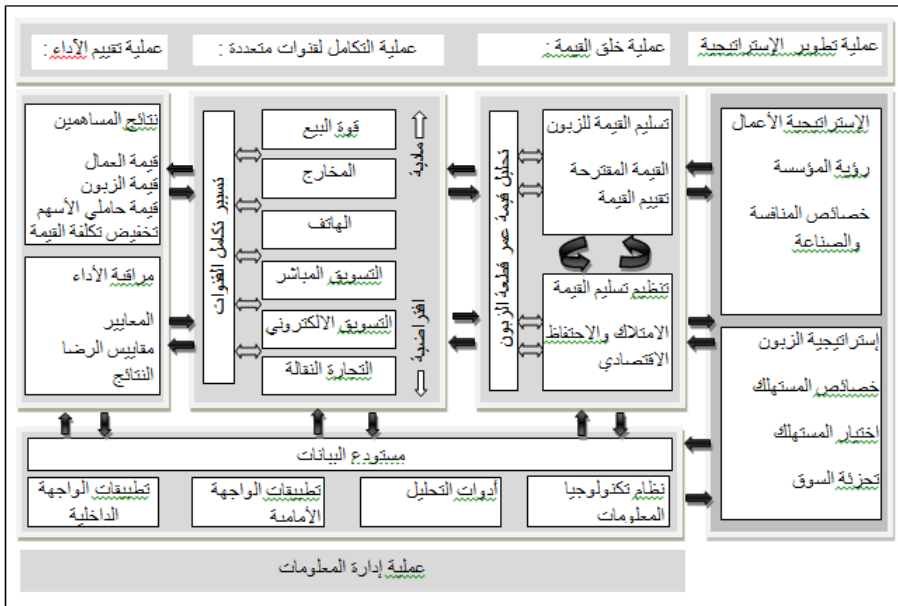 عملية تطوير الإستراتيجية
عملية خلق القيمة :
عملية التكامل لقنوات متعددة :
عملية تقييم الأداء :
الإستراتيجية الأعمال
رؤية المؤسسة
خصائص المنافسة
والصناعة
إستراتيجية الزبون
خصائص المستهلك
اختيار المستهلك
تجزئة السوق
تسليم القيمة للزبون
القيمة المقترحة
تقييم القيمة
تنظيم تسليم القيمة
الامتلاك والاحتفاظ
الاقتصادي
تحليل قيمة عمر قطعة الزبون
مادية
افتراضية
قوة البيع
المخارج
الهاتف
التسويق المباشر
التسويق الالكتروني
التجارة النقالة
تسيير تكامل القنوات
نتائج المساهمين
قيمة العمال
قيمة الزبون
قيمة حاملي الأسهم
تخفيض تكلفة القيمة
مراقبة الأداء
المعايير
مقاييس الرضا
النتائج
مستودع البيانات
نظام تكنولوجيا
المعلومات
أدوات التحليل
تطبيقات الواجهة
الأمامية
تطبيقات الواجهة
الداخلية
عملية إدارة المعلومات